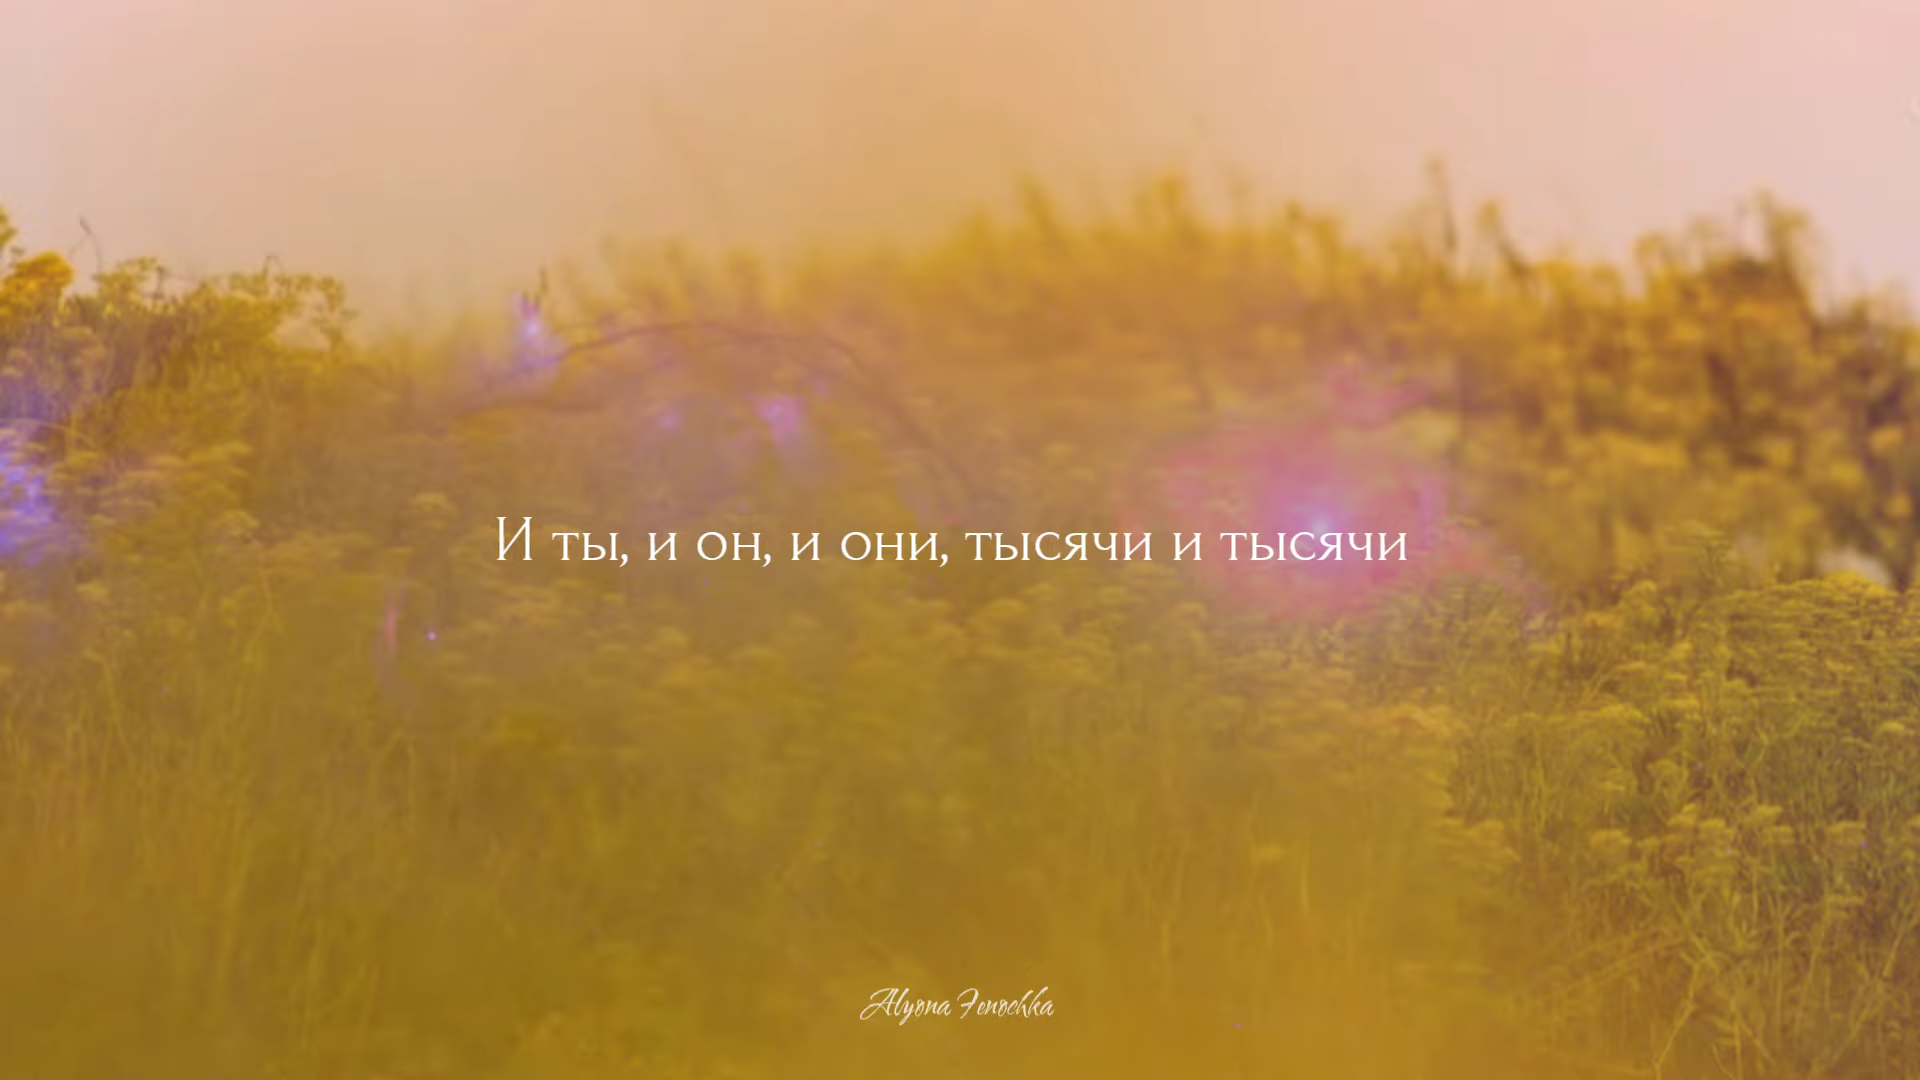 И ты, и он, и они, тысячи и тысячи
Alyona Fenochka